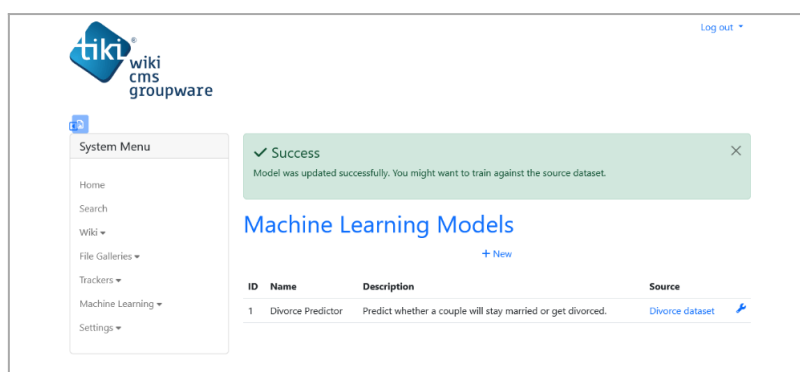 Log out
tiki®
wiki
cms
groupware
System Menu
Home
Search
Wiki
File Galleries
Trackers
Machine Learning
Settings
Success
Model was updated successfully. You might want to train against the source dataset.
Machine Learning Models
+ New
ID Name Description Source
1 Divorce Predictor Predict whether a couple will stay married or get divorced. Divorce dataset